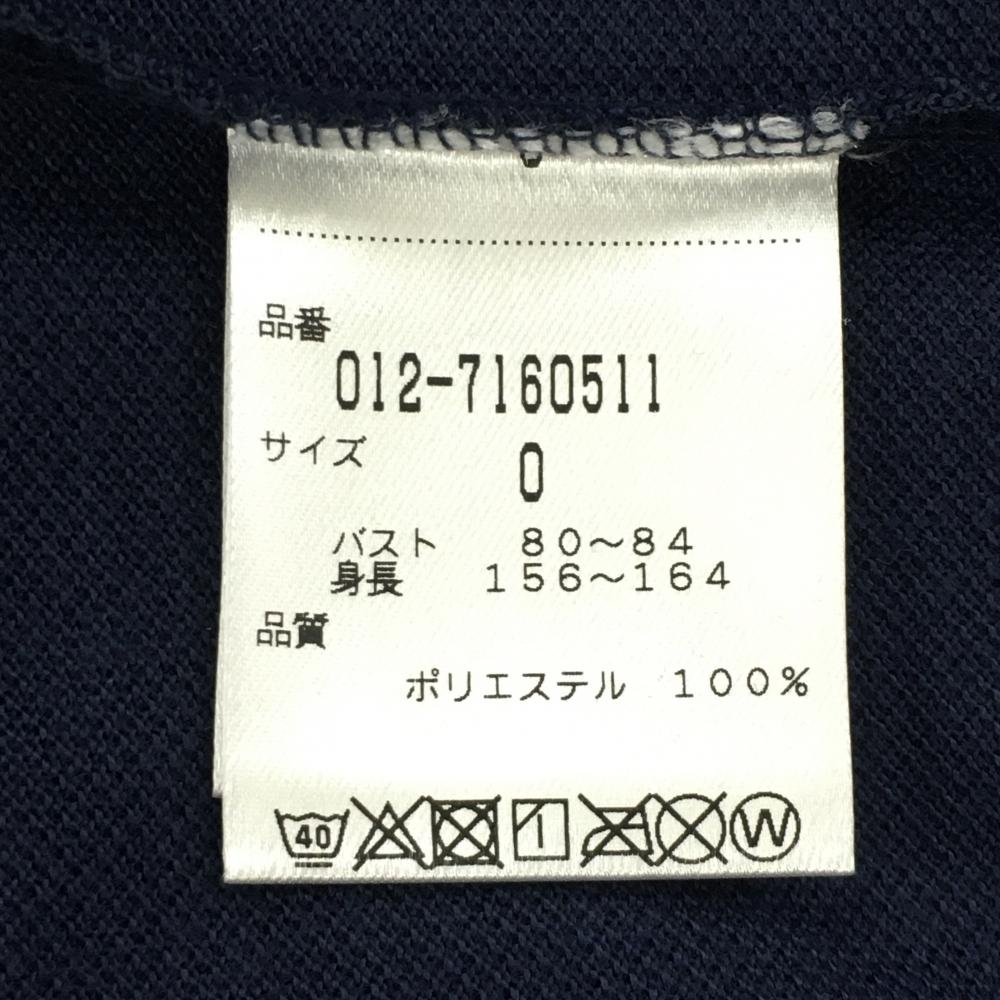 品番
012-7160511
サイズ
0
バスト 80～84
身長 156～164
品質
ポリエステル 100%
40 W